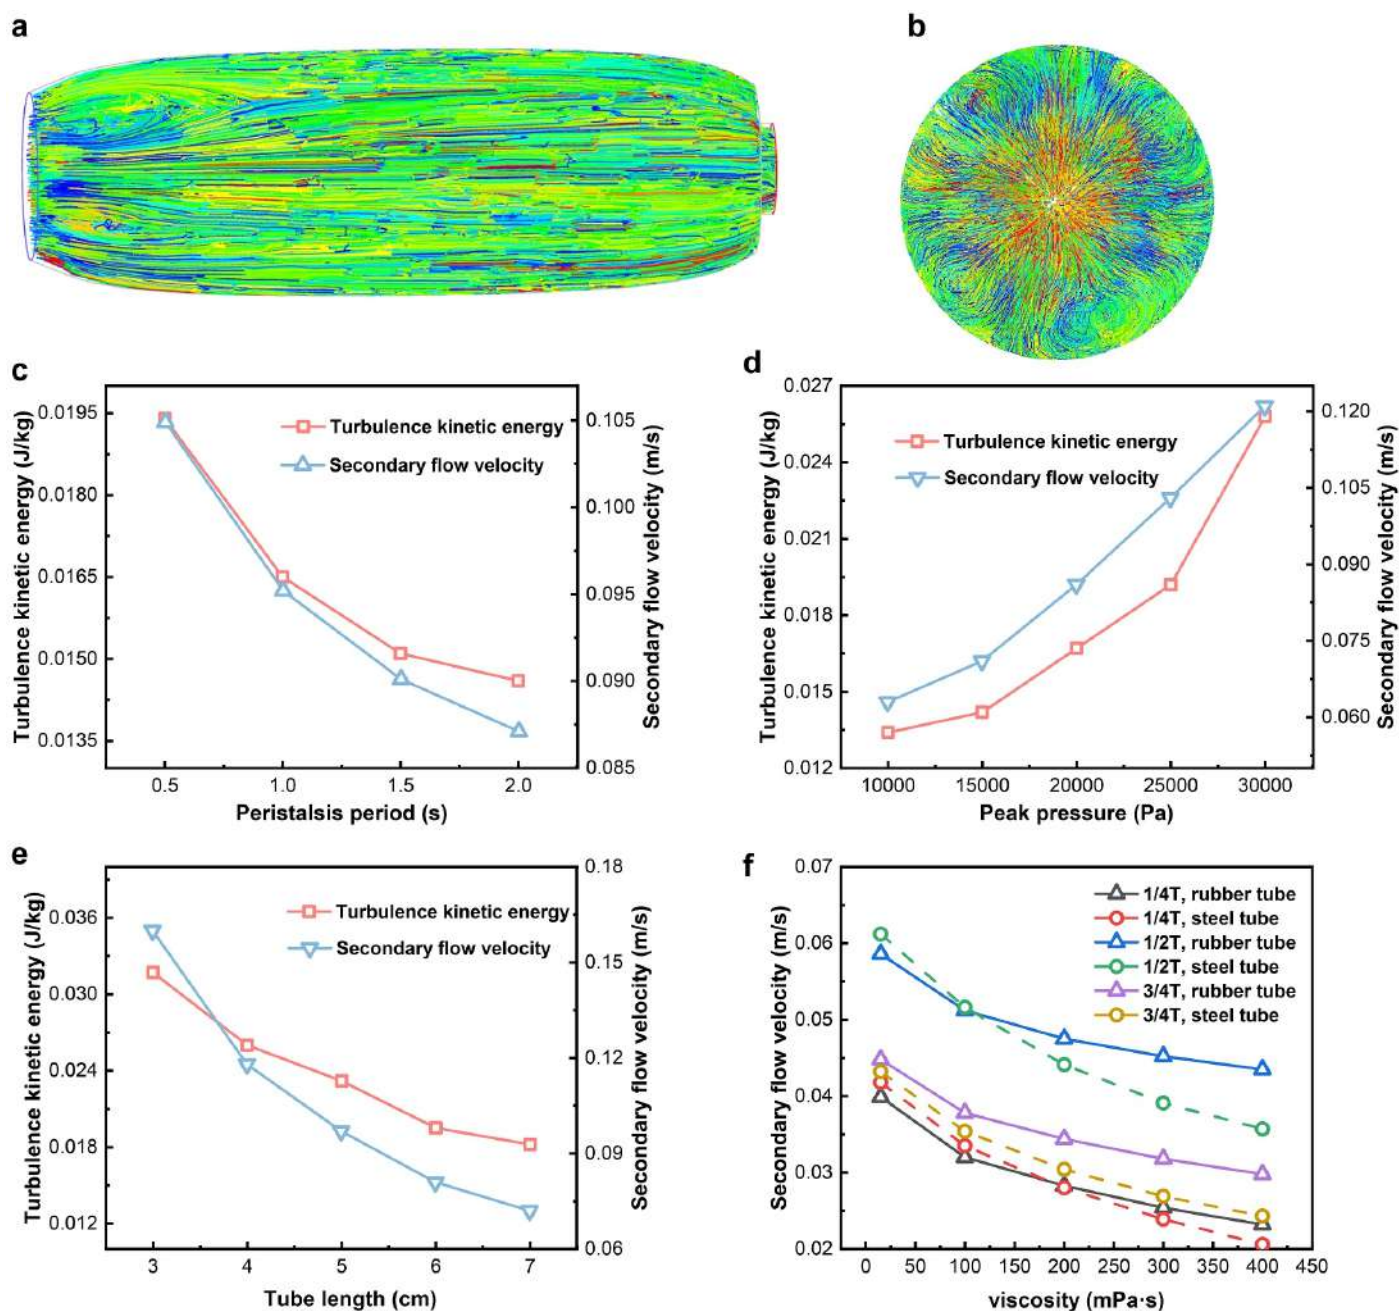 a
b
c
Turbulence kinetic energy (J/kg)
0.0195
0.0180
0.0165
0.0150
0.0135
Turbulence kinetic energy
Secondary flow velocity
0.105
0.100
0.095
0.090
0.085
Secondary flow velocity (m/s)
0.5 1.0 1.5 2.0
Peristalsis period (s)
d
Turbulence kinetic energy (J/kg)
0.027
0.024
0.021
0.018
0.015
0.012
Turbulence kinetic energy
Secondary flow velocity
0.120
0.105
0.090
0.075
0.060
Secondary flow velocity (m/s)
10000 15000 20000 25000 30000
Peak pressure (Pa)
e
Turbulence kinetic energy (J/kg)
0.036
0.030
0.024
0.018
0.012
Turbulence kinetic energy
Secondary flow velocity
0.18
0.15
0.12
0.09
0.06
Secondary flow velocity (m/s)
3 4 5 6 7
Tube length (cm)
f
Secondary flow velocity (m/s)
0.07
0.06
0.05
0.04
0.03
0.02
1/4T, rubber tube
1/4T, steel tube
1/2T, rubber tube
1/2T, steel tube
3/4T, rubber tube
3/4T, steel tube
0 50 100 150 200 250 300 350 400 450
viscosity (mPa·s)